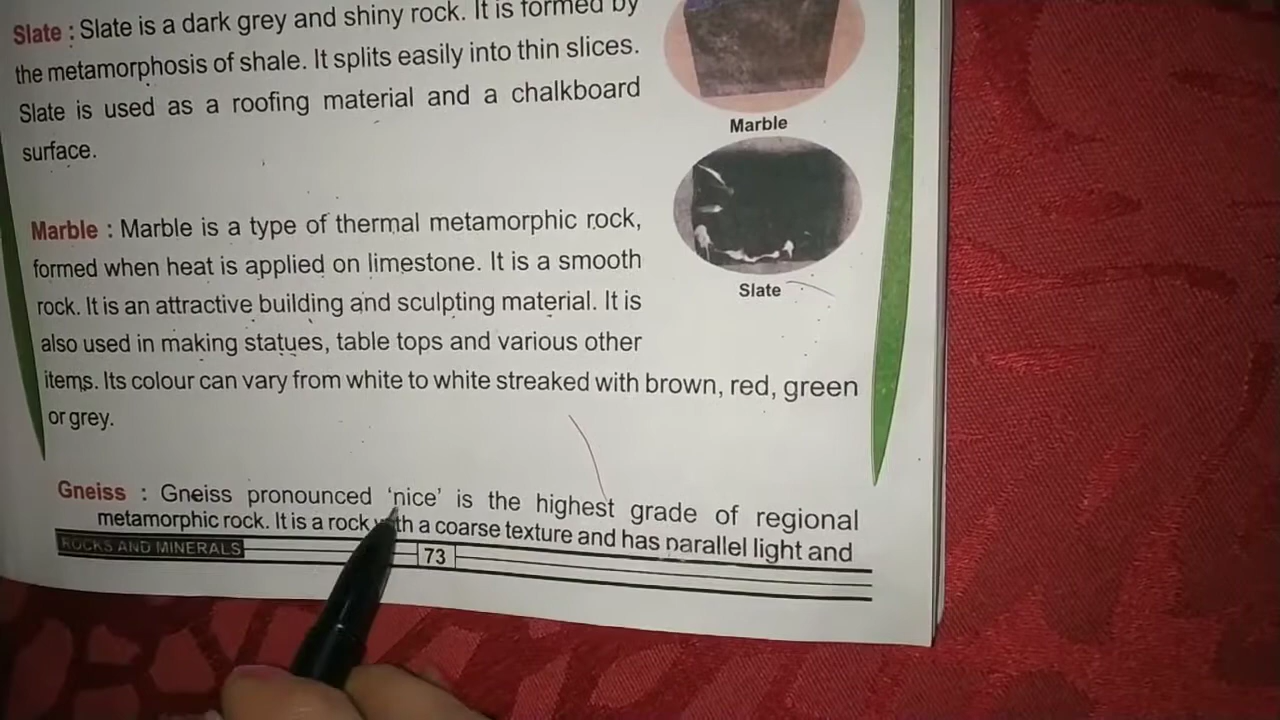 Slate : Slate is a dark grey and shiny rock. It is formed by
the metamorphosis of shale. It splits easily into thin slices.
Slate is used as a roofing material and a chalkboard
surface.
Marble
Slate
Marble : Marble is a type of thermal metamorphic rock,
formed when heat is applied on limestone. It is a smooth
rock. It is an attractive building and sculpting material. It is
also used in making statues, table tops and various other
items. Its colour can vary from white to white streaked with brown, red, green
or grey.
Gneiss : Gneiss pronounced ‘nice’ is the highest grade of regional
metamorphic rock. It is a rock with a coarse texture and has parallel light and
ROCKS AND MINERALS
73